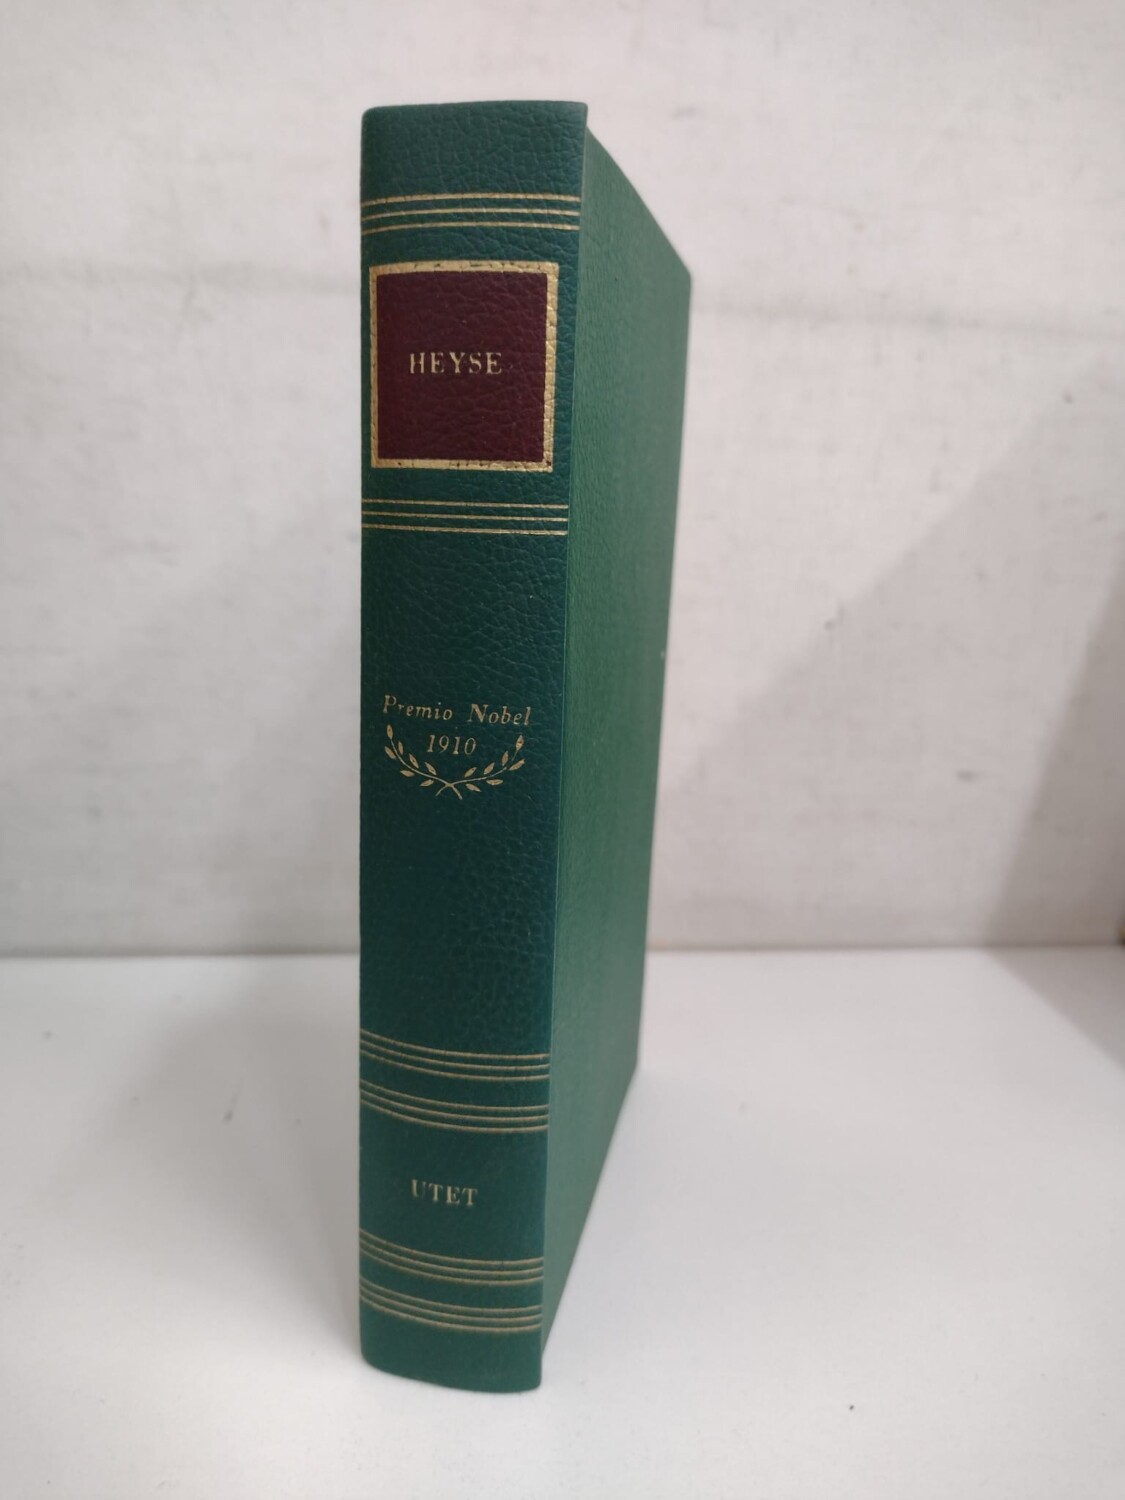 HEYSE
Premio Nobel
1910
UTET